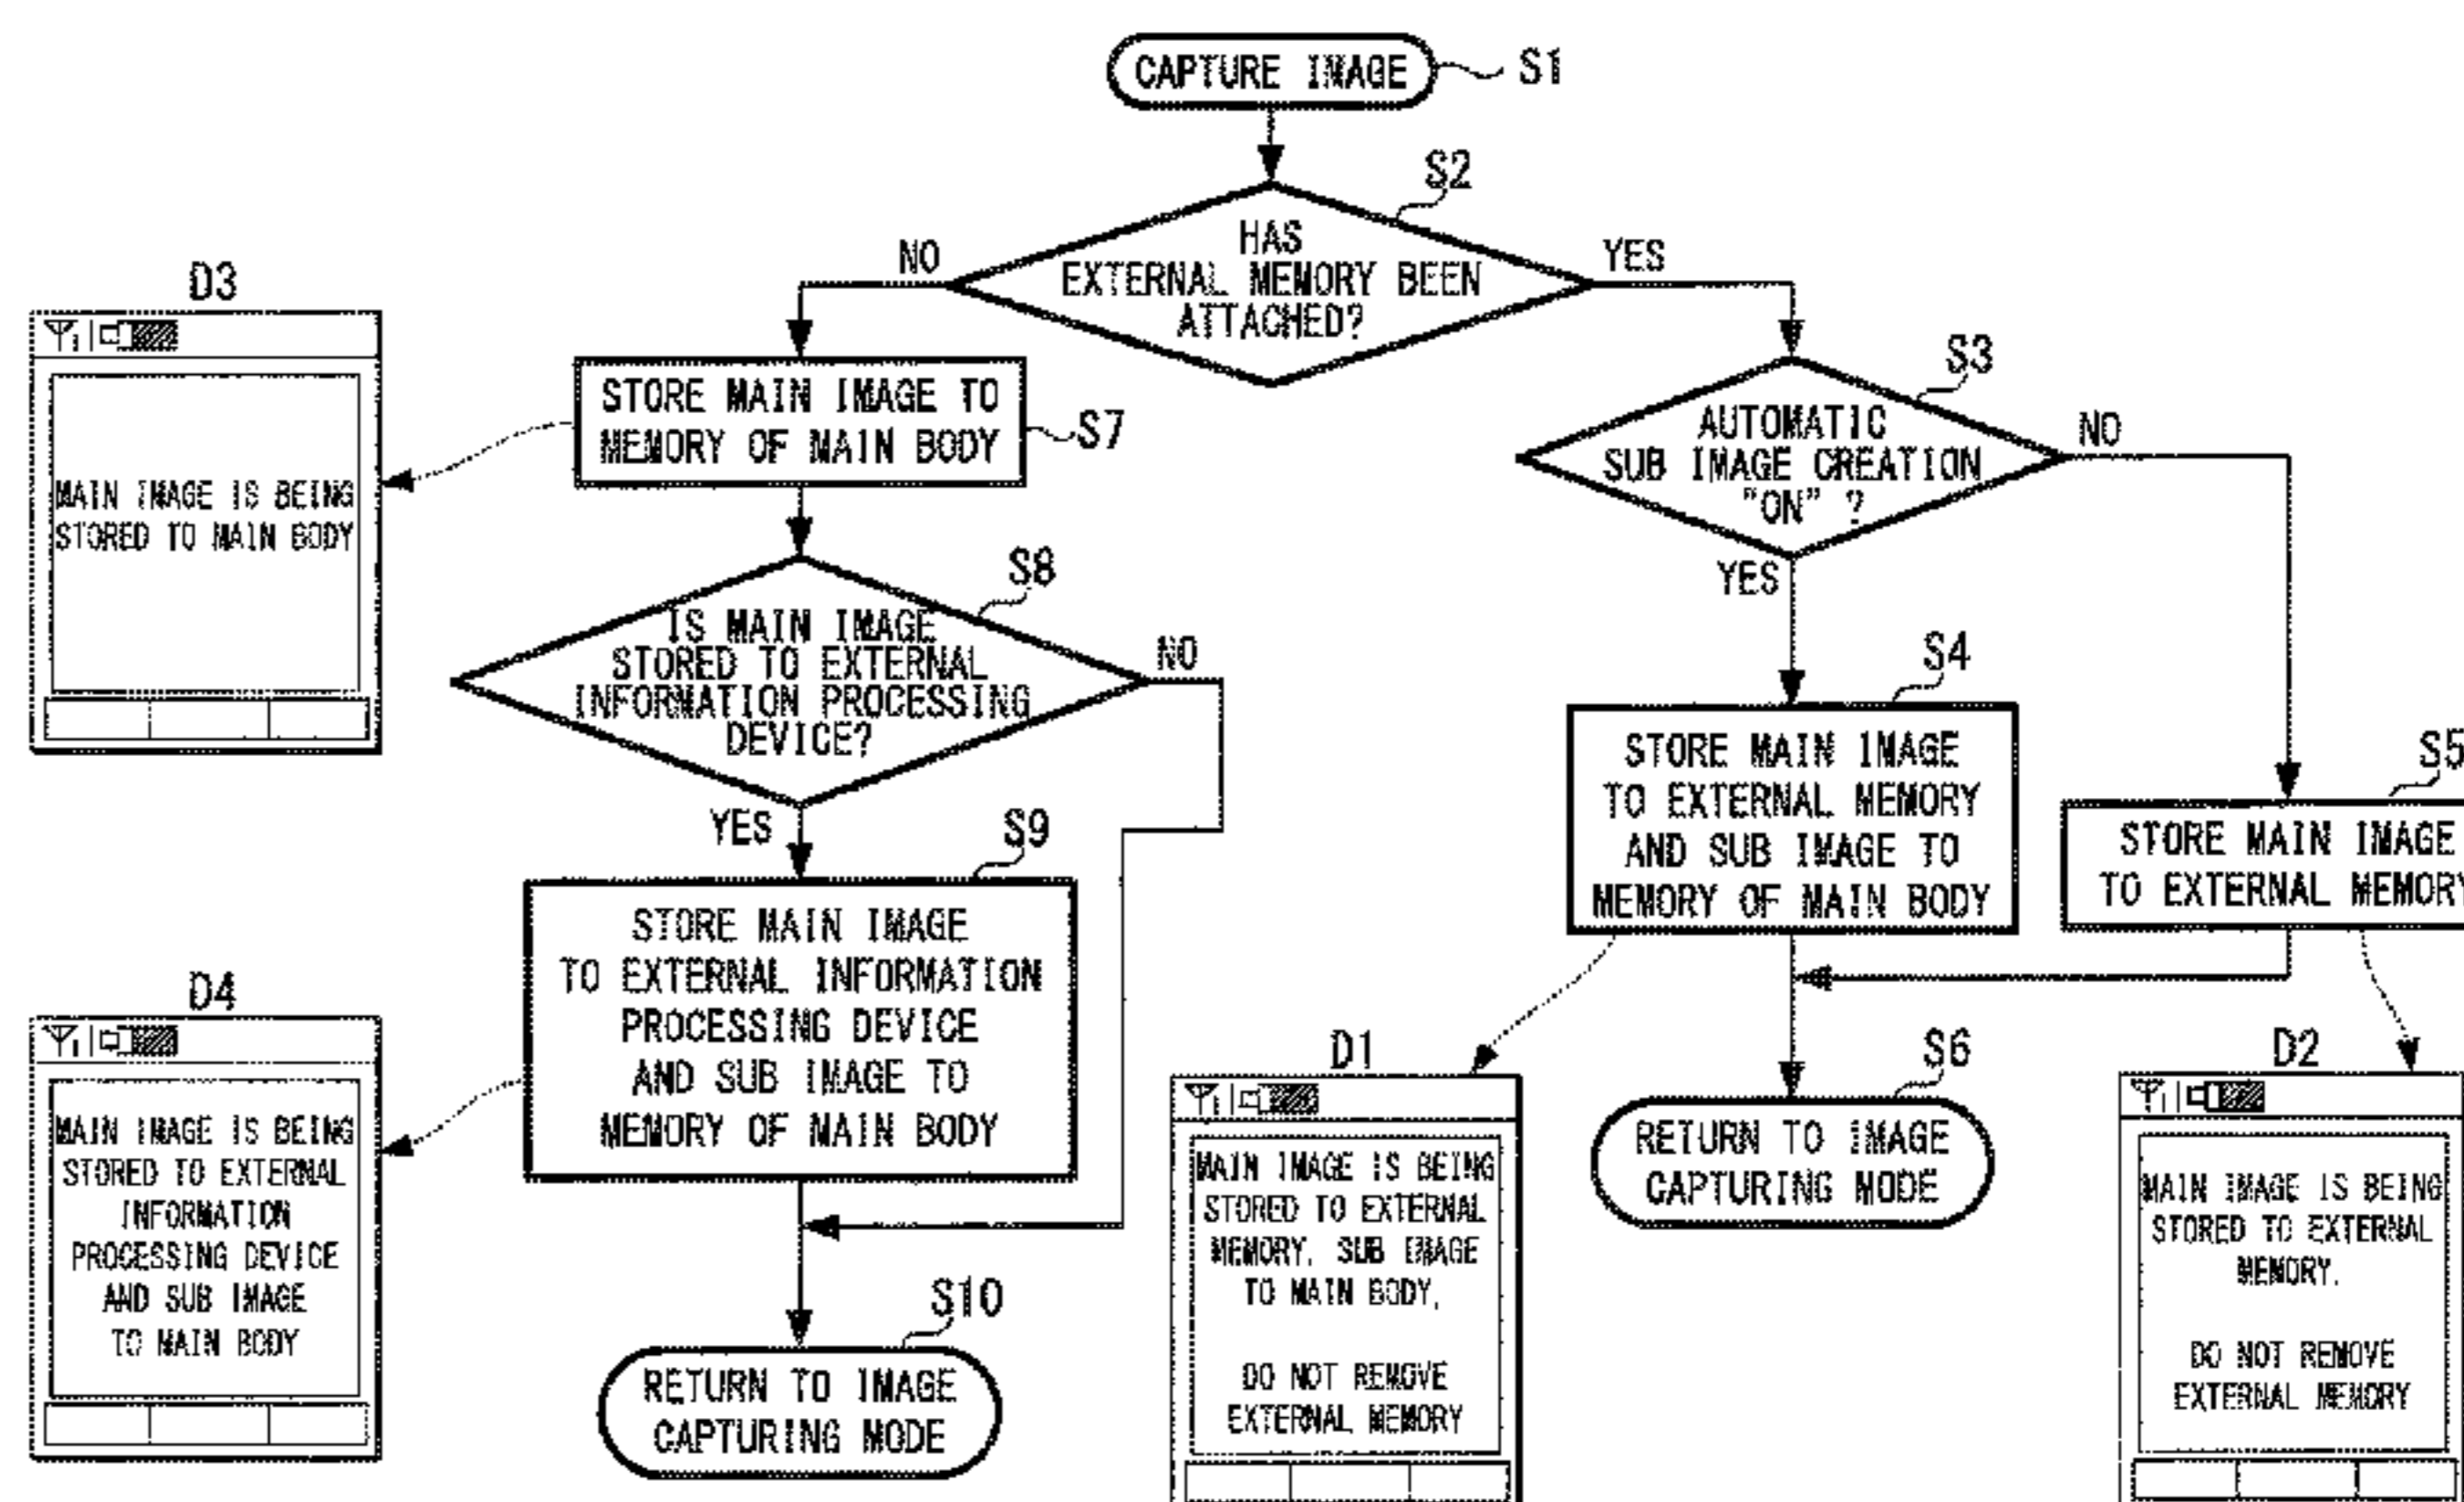 CAPTURE IMAGE
S1
S2
HAS
EXTERNAL MEMORY BEEN
ATTACHED?
NO
YES
D3
MAIN IMAGE IS BEING
STORED TO MAIN BODY
STORE MAIN IMAGE TO
MEMORY OF MAIN BODY
S7
S3
AUTOMATIC
SUB IMAGE CREATION
"ON" ?
NO
YES
S8
IS MAIN IMAGE
STORED TO EXTERNAL
INFORMATION PROCESSING
DEVICE?
NO
YES
S4
STORE MAIN IMAGE
TO EXTERNAL MEMORY
AND SUB IMAGE TO
MEMORY OF MAIN BODY
S5
STORE MAIN IMAGE
TO EXTERNAL MEMORY
S9
STORE MAIN IMAGE
TO EXTERNAL INFORMATION
PROCESSING DEVICE
AND SUB IMAGE TO
MEMORY OF MAIN BODY
D4
MAIN IMAGE IS BEING
STORED TO EXTERNAL
INFORMATION
PROCESSING DEVICE
AND SUB IMAGE
TO MAIN BODY
D1
MAIN IMAGE IS BEING
STORED TO EXTERNAL
MEMORY, SUB IMAGE
TO MAIN BODY,
DO NOT REMOVE
EXTERNAL MEMORY
S6
RETURN TO IMAGE
CAPTURING MODE
D2
MAIN IMAGE IS BEING
STORED TO EXTERNAL
MEMORY,
DO NOT REMOVE
EXTERNAL MEMORY
S10
RETURN TO IMAGE
CAPTURING MODE